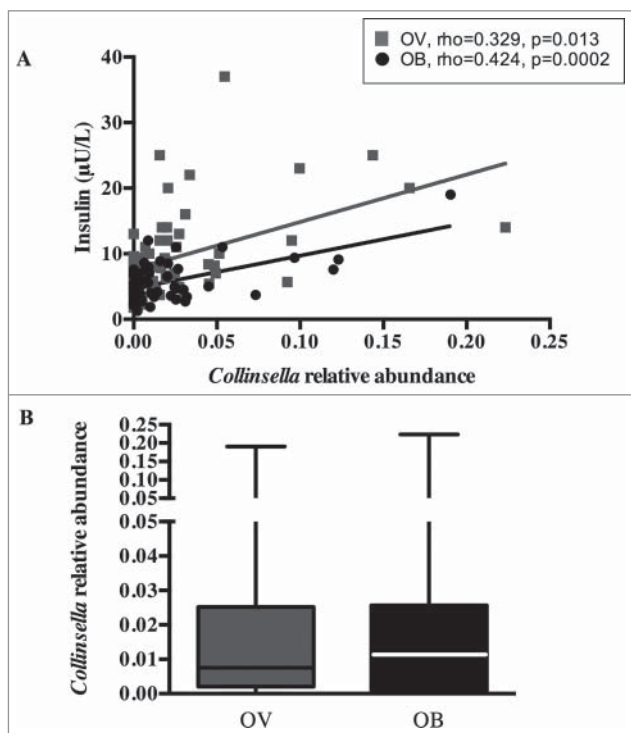 OV, rho=0.329, p=0.013
OB, rho=0.424, p=0.0002
A
40
30
20
10
0
Insulin (µU/L)
0.00 0.05 0.10 0.15 0.20 0.25
Collinsella relative abundance
B
0.25
0.20
0.15
0.10
0.05
0.05
0.04
0.03
0.02
0.01
0.00
Collinsella relative abundance
OV OB